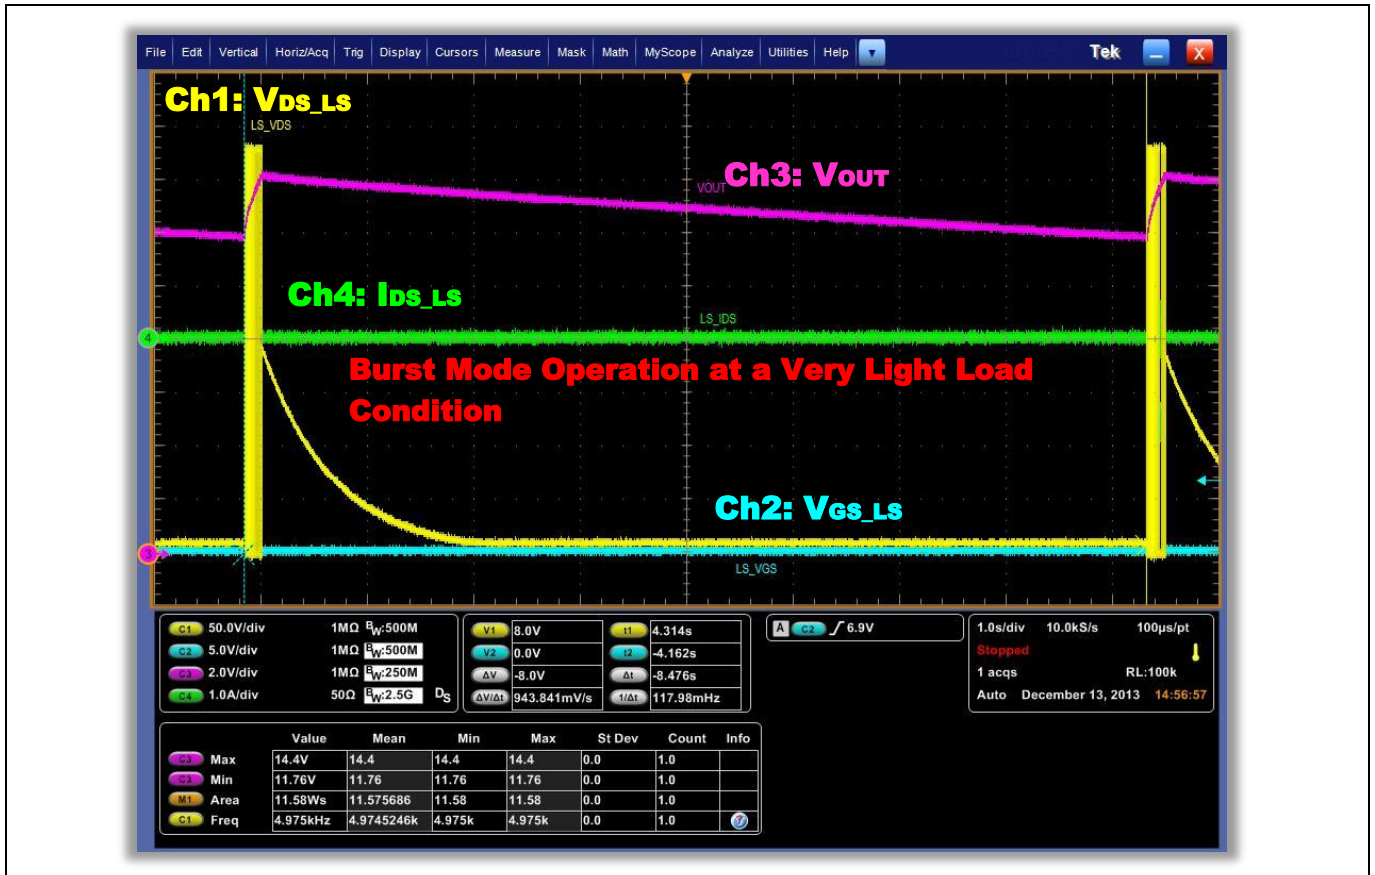 File Edit Vertical Horiz/Acq Trig Display Cursors Measure Mask Math MyScope Analyze Utilities Help Tek X
Ch1: VDS_LS
LS_VDS
Ch3: VOUT
VOUT
Ch4: IDS_LS
LS_IDS
4
Burst Mode Operation at a Very Light Load
Condition
Ch2: VGS_LS
3
LS_VGS
C1 50.0V/div 1MΩ BW:500M
C2 5.0V/div 1MΩ BW:500M
C3 2.0V/div 1MΩ BW:250M
C4 1.0A/div 50Ω BW:2.5G DS
V1 8.0V t1 4.314s
V2 0.0V t2 -4.162s
ΔV -8.0V Δt -8.476s
ΔV/Δt 943.841mV/s 1/Δt 117.98mHz
A C2 6.9V
1.0s/div 10.0kS/s 100µs/pt
Stopped
1 acqs RL:100k
Auto December 13, 2013 14:56:57
Value Mean Min Max St Dev Count Info
C3 Max 14.4V 14.4 14.4 14.4 0.0 1.0
C3 Min 11.76V 11.76 11.76 11.76 0.0 1.0
M1 Area 11.58Ws 11.575686 11.58 11.58 0.0 1.0
C1 Freq 4.975kHz 4.9745246k 4.975k 4.975k 0.0 1.0